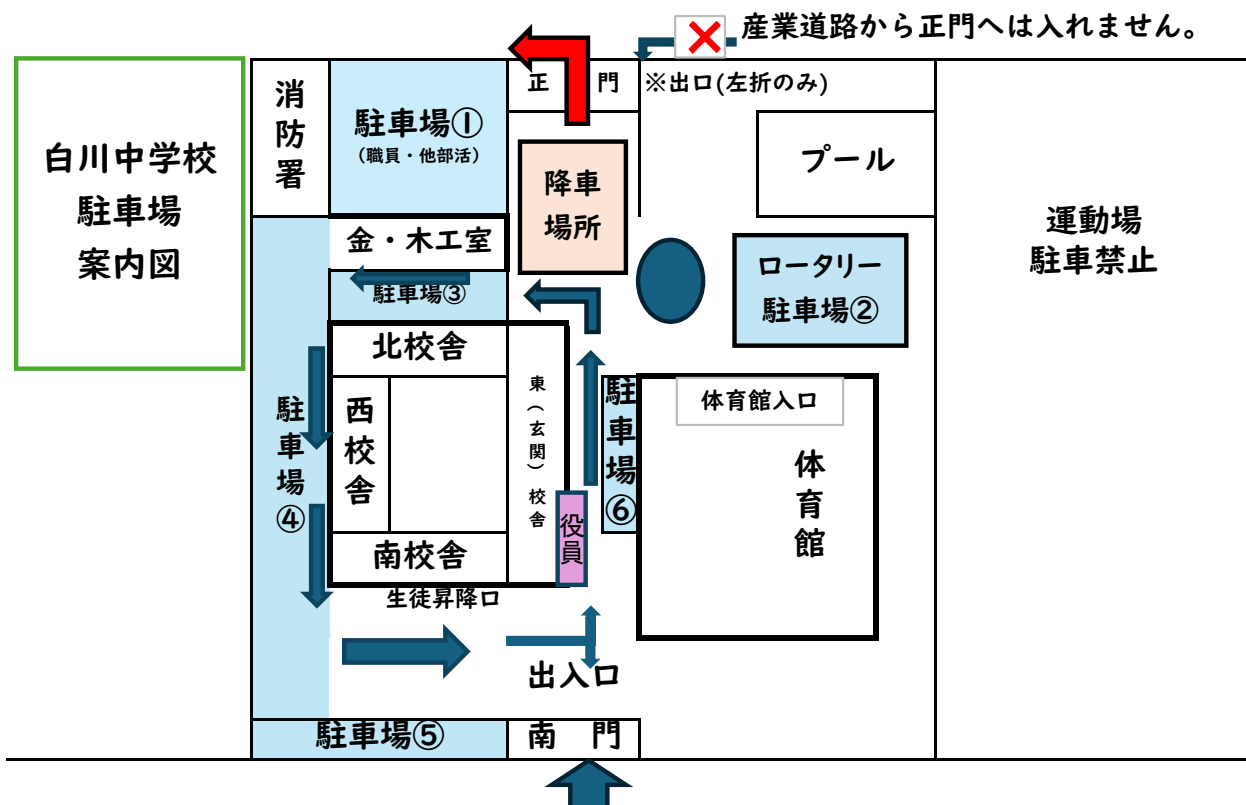 産業道路から正門へは入れません。
正 門
※出口(左折のみ)
白川中学校
駐車場
案内図
消防署
駐車場①
(職員・他部活)
降車
場所
プール
運動場
駐車禁止
金・木工室
ロータリー
駐車場②
駐車場③
北校舎
東(玄関)校舎
駐車場⑥
体育館入口
西校舎
駐車場④
体育館
役員
南校舎
生徒昇降口
出入口
駐車場⑤
南 門